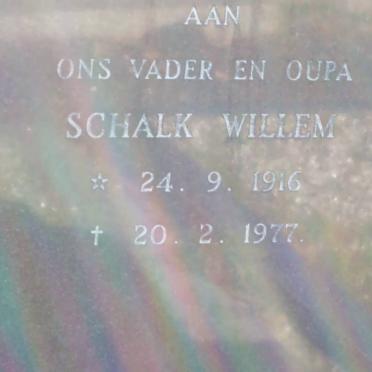 AAN
ONS VADER EN OUPA
SCHALK WILLEM
☆ 24. 9. 1916
† 20. 2. 1977.